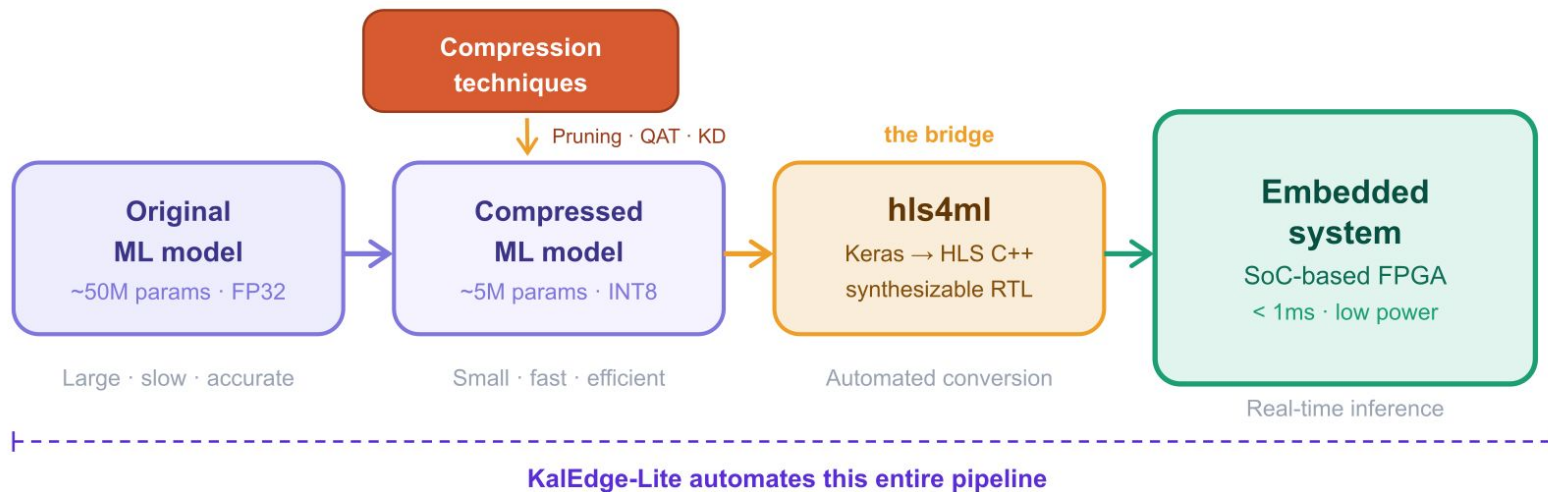 Compression
techniques
Pruning · QAT · KD
the bridge
Original
ML model
~50M params · FP32
Compressed
ML model
~5M params · INT8
hls4ml
Keras → HLS C++
synthesizable RTL
Embedded
system
SoC-based FPGA
< 1ms · low power
Large · slow · accurate
Small · fast · efficient
Automated conversion
Real-time inference
KalEdge-Lite automates this entire pipeline